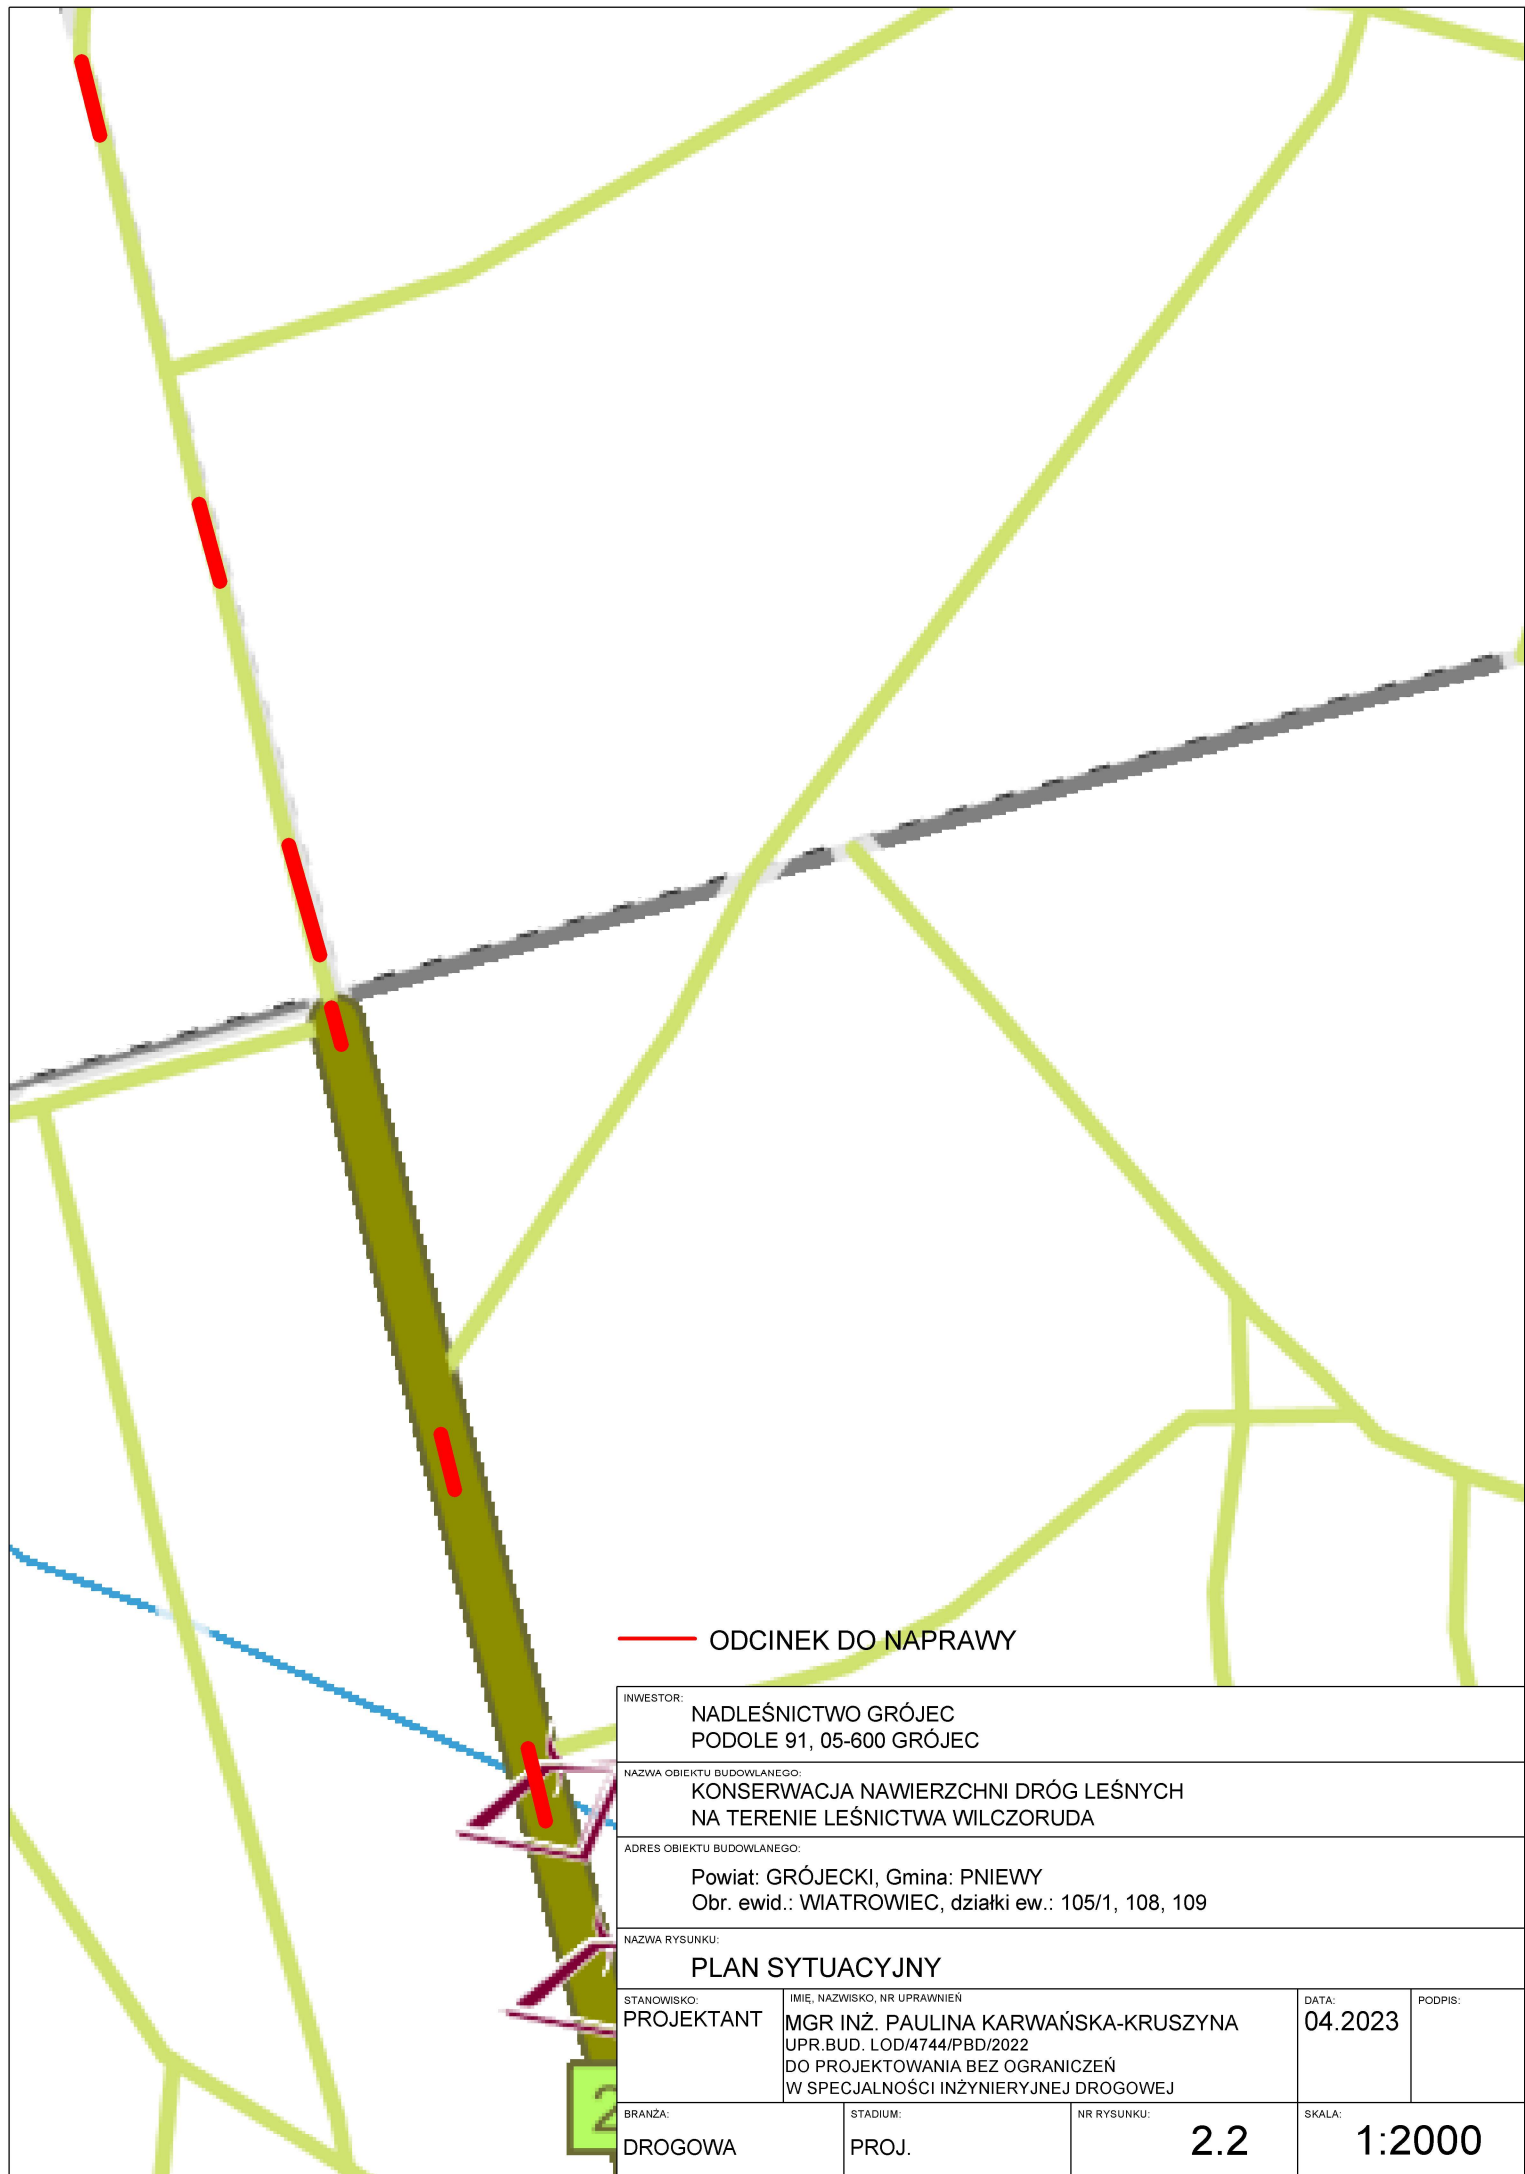 ODCINEK DO NAPRAWY
INWESTOR:
NADLEŚNICTWO GRÓJEC
PODOLE 91, 05-600 GRÓJEC
NAZWA OBIEKTU BUDOWLANEGO:
KONSERWACJA NAWIERZCHNI DRÓG LEŚNYCH
NA TERENIE LEŚNICTWA WILCZORUDA
ADRES OBIEKTU BUDOWLANEGO:
Powiat: GRÓJECKI, Gmina: PNIEWY
Obr. ewid.: WIATROWIEC, działki ew.: 105/1, 108, 109
NAZWA RYSUNKU:
PLAN SYTUACYJNY
STANOWISKO:
PROJEKTANT
IMIĘ, NAZWISKO, NR UPRAWNIEŃ
MGR INŻ. PAULINA KARWAŃSKA-KRUSZYNA
UPR.BUD. LOD/4744/PBD/2022
DO PROJEKTOWANIA BEZ OGRANICZEŃ
W SPECJALNOŚCI INŻYNIERYJNEJ DROGOWEJ
DATA:
04.2023
PODPIS:
2
BRANŻA:
DROGOWA
STADIUM:
PROJ.
NR RYSUNKU:
2.2
SKALA:
1:2000